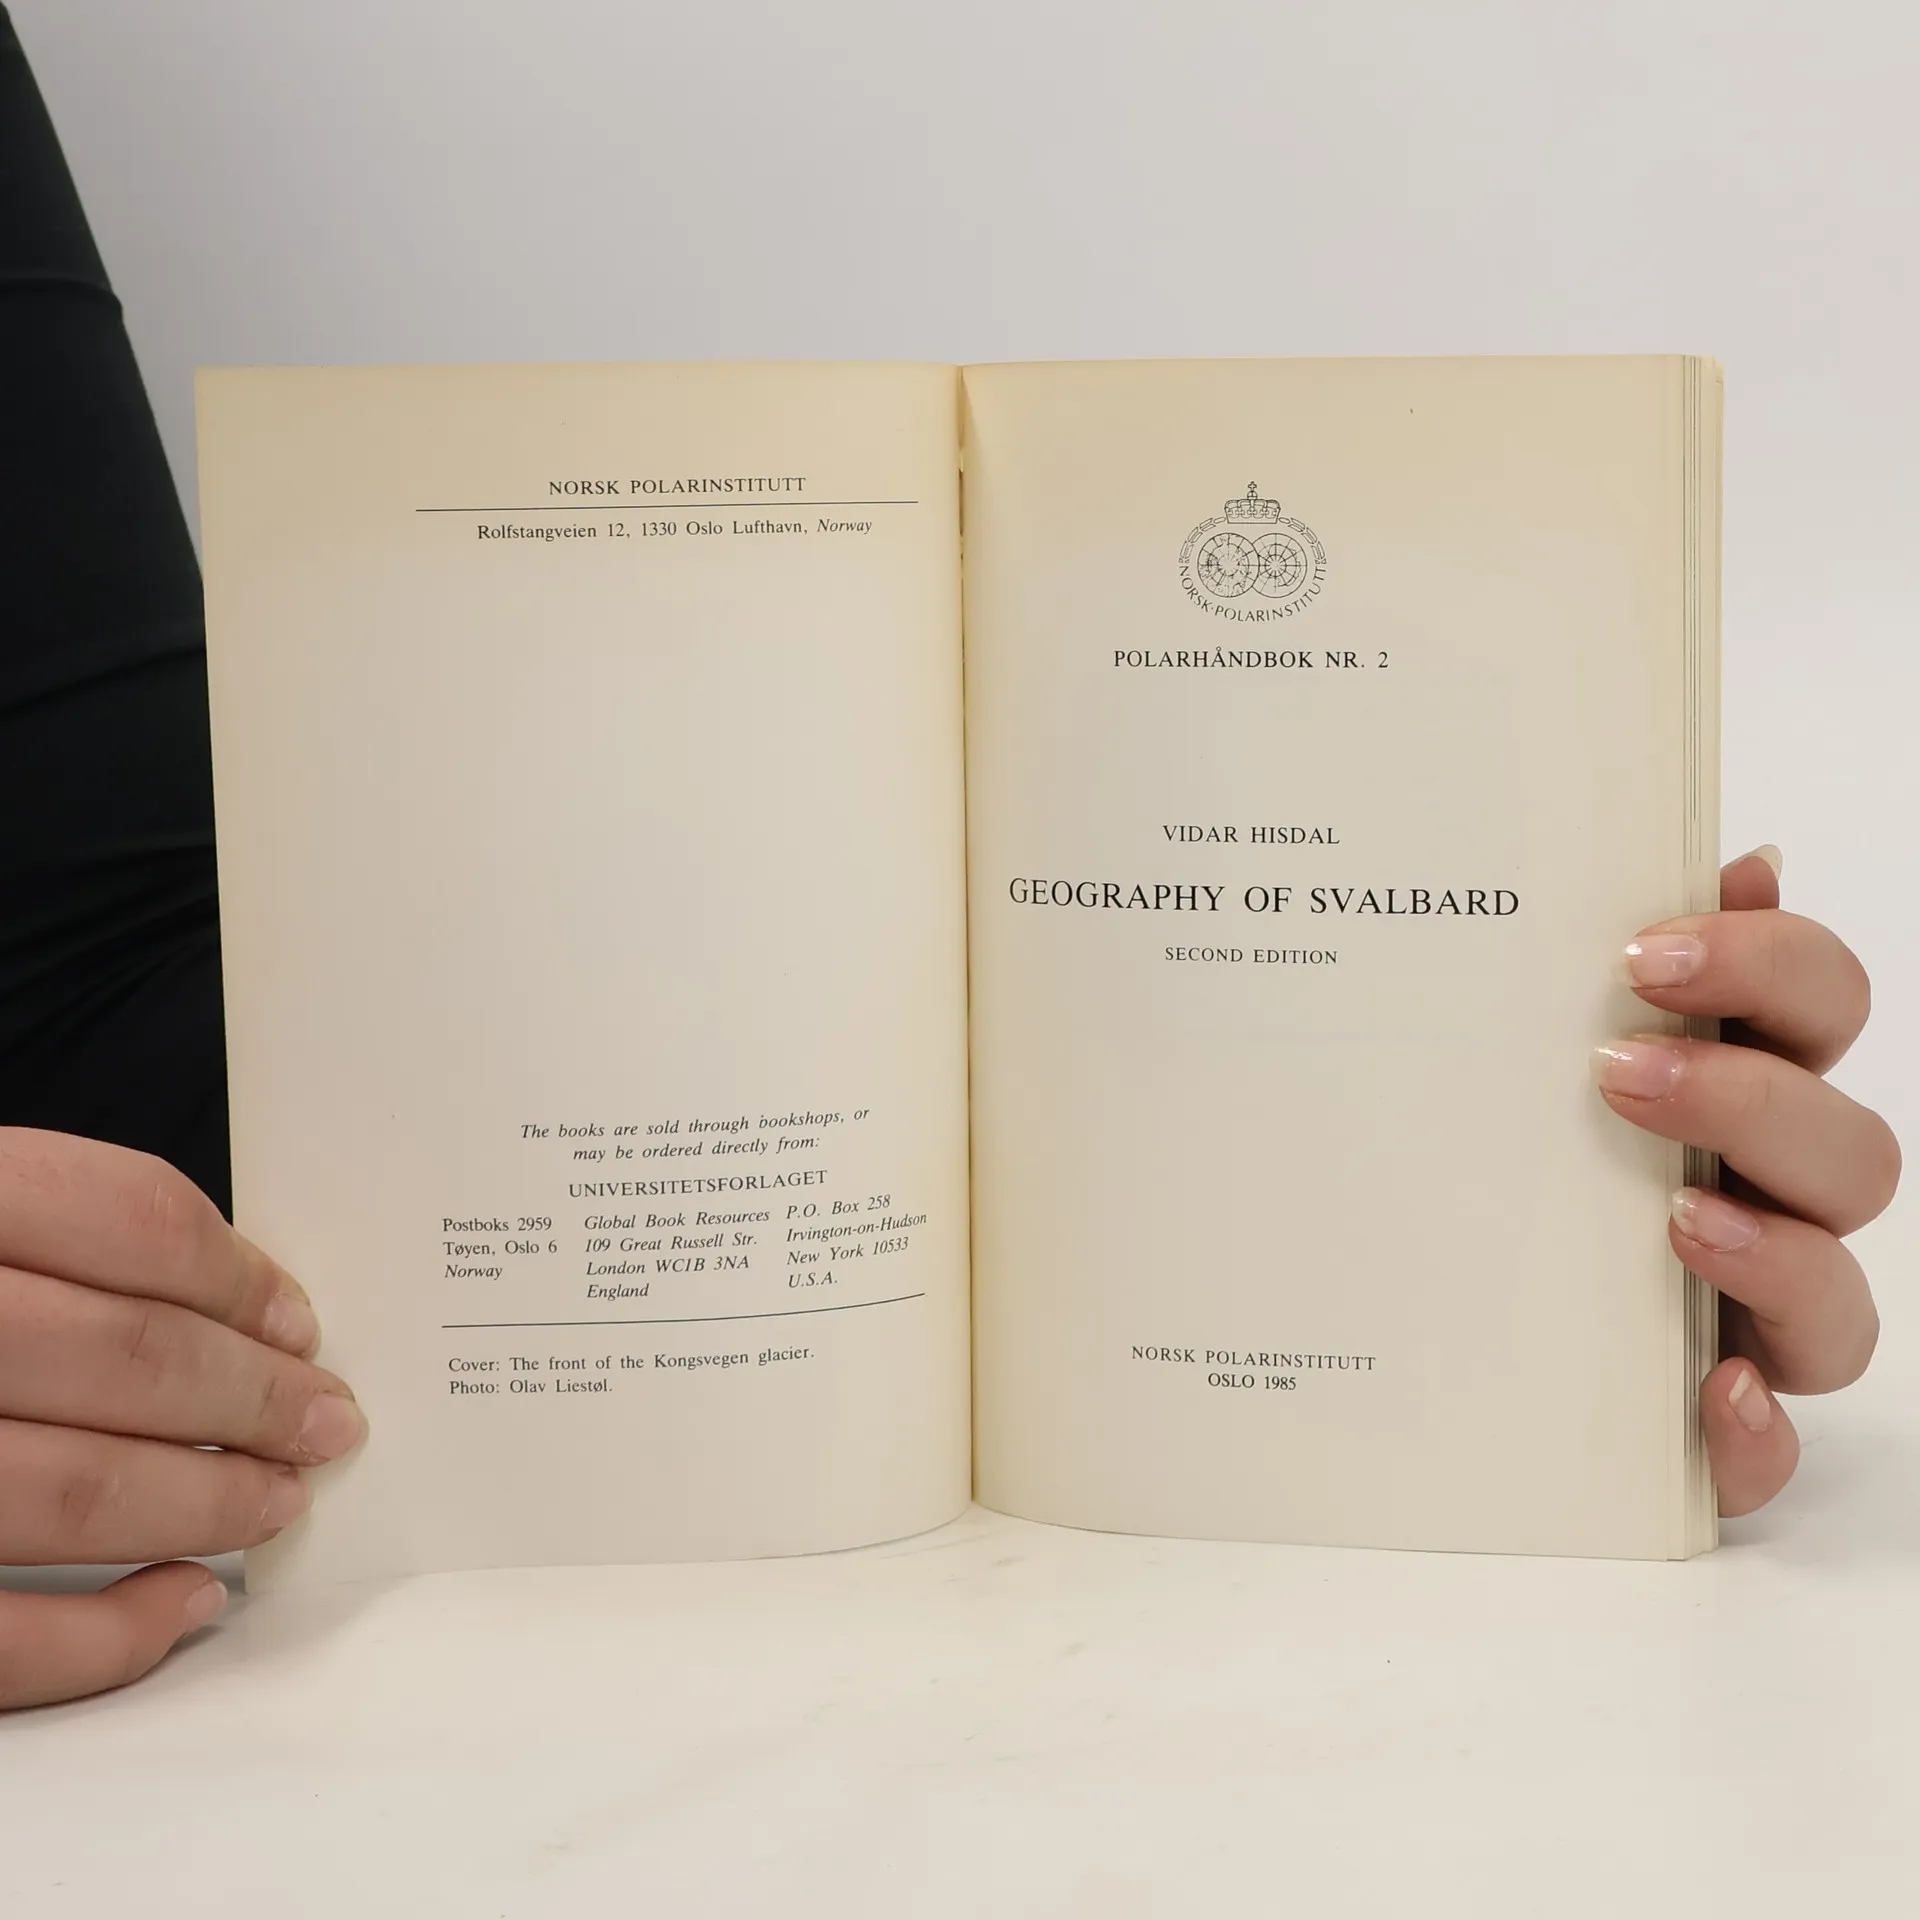 NORSK POLARINSTITUTT
Rolfstangveien 12, 1330 Oslo Lufthavn, Norway
The books are sold through bookshops, or
may be ordered directly from:
UNIVERSITETSFORLAGET
Postboks 2959
Tøyen, Oslo 6
Norway
Global Book Resources
109 Great Russell Str.
London WC1B 3NA
England
P.O. Box 258
Irvington-on-Hudson
New York 10533
U.S.A.
Cover: The front of the Kongsvegen glacier.
Photo: Olav Liestøl.
NORSK·POLARINSTITUTT
POLARHÅNDBOK NR. 2
VIDAR HISDAL
GEOGRAPHY OF SVALBARD
SECOND EDITION
NORSK POLARINSTITUTT
OSLO 1985